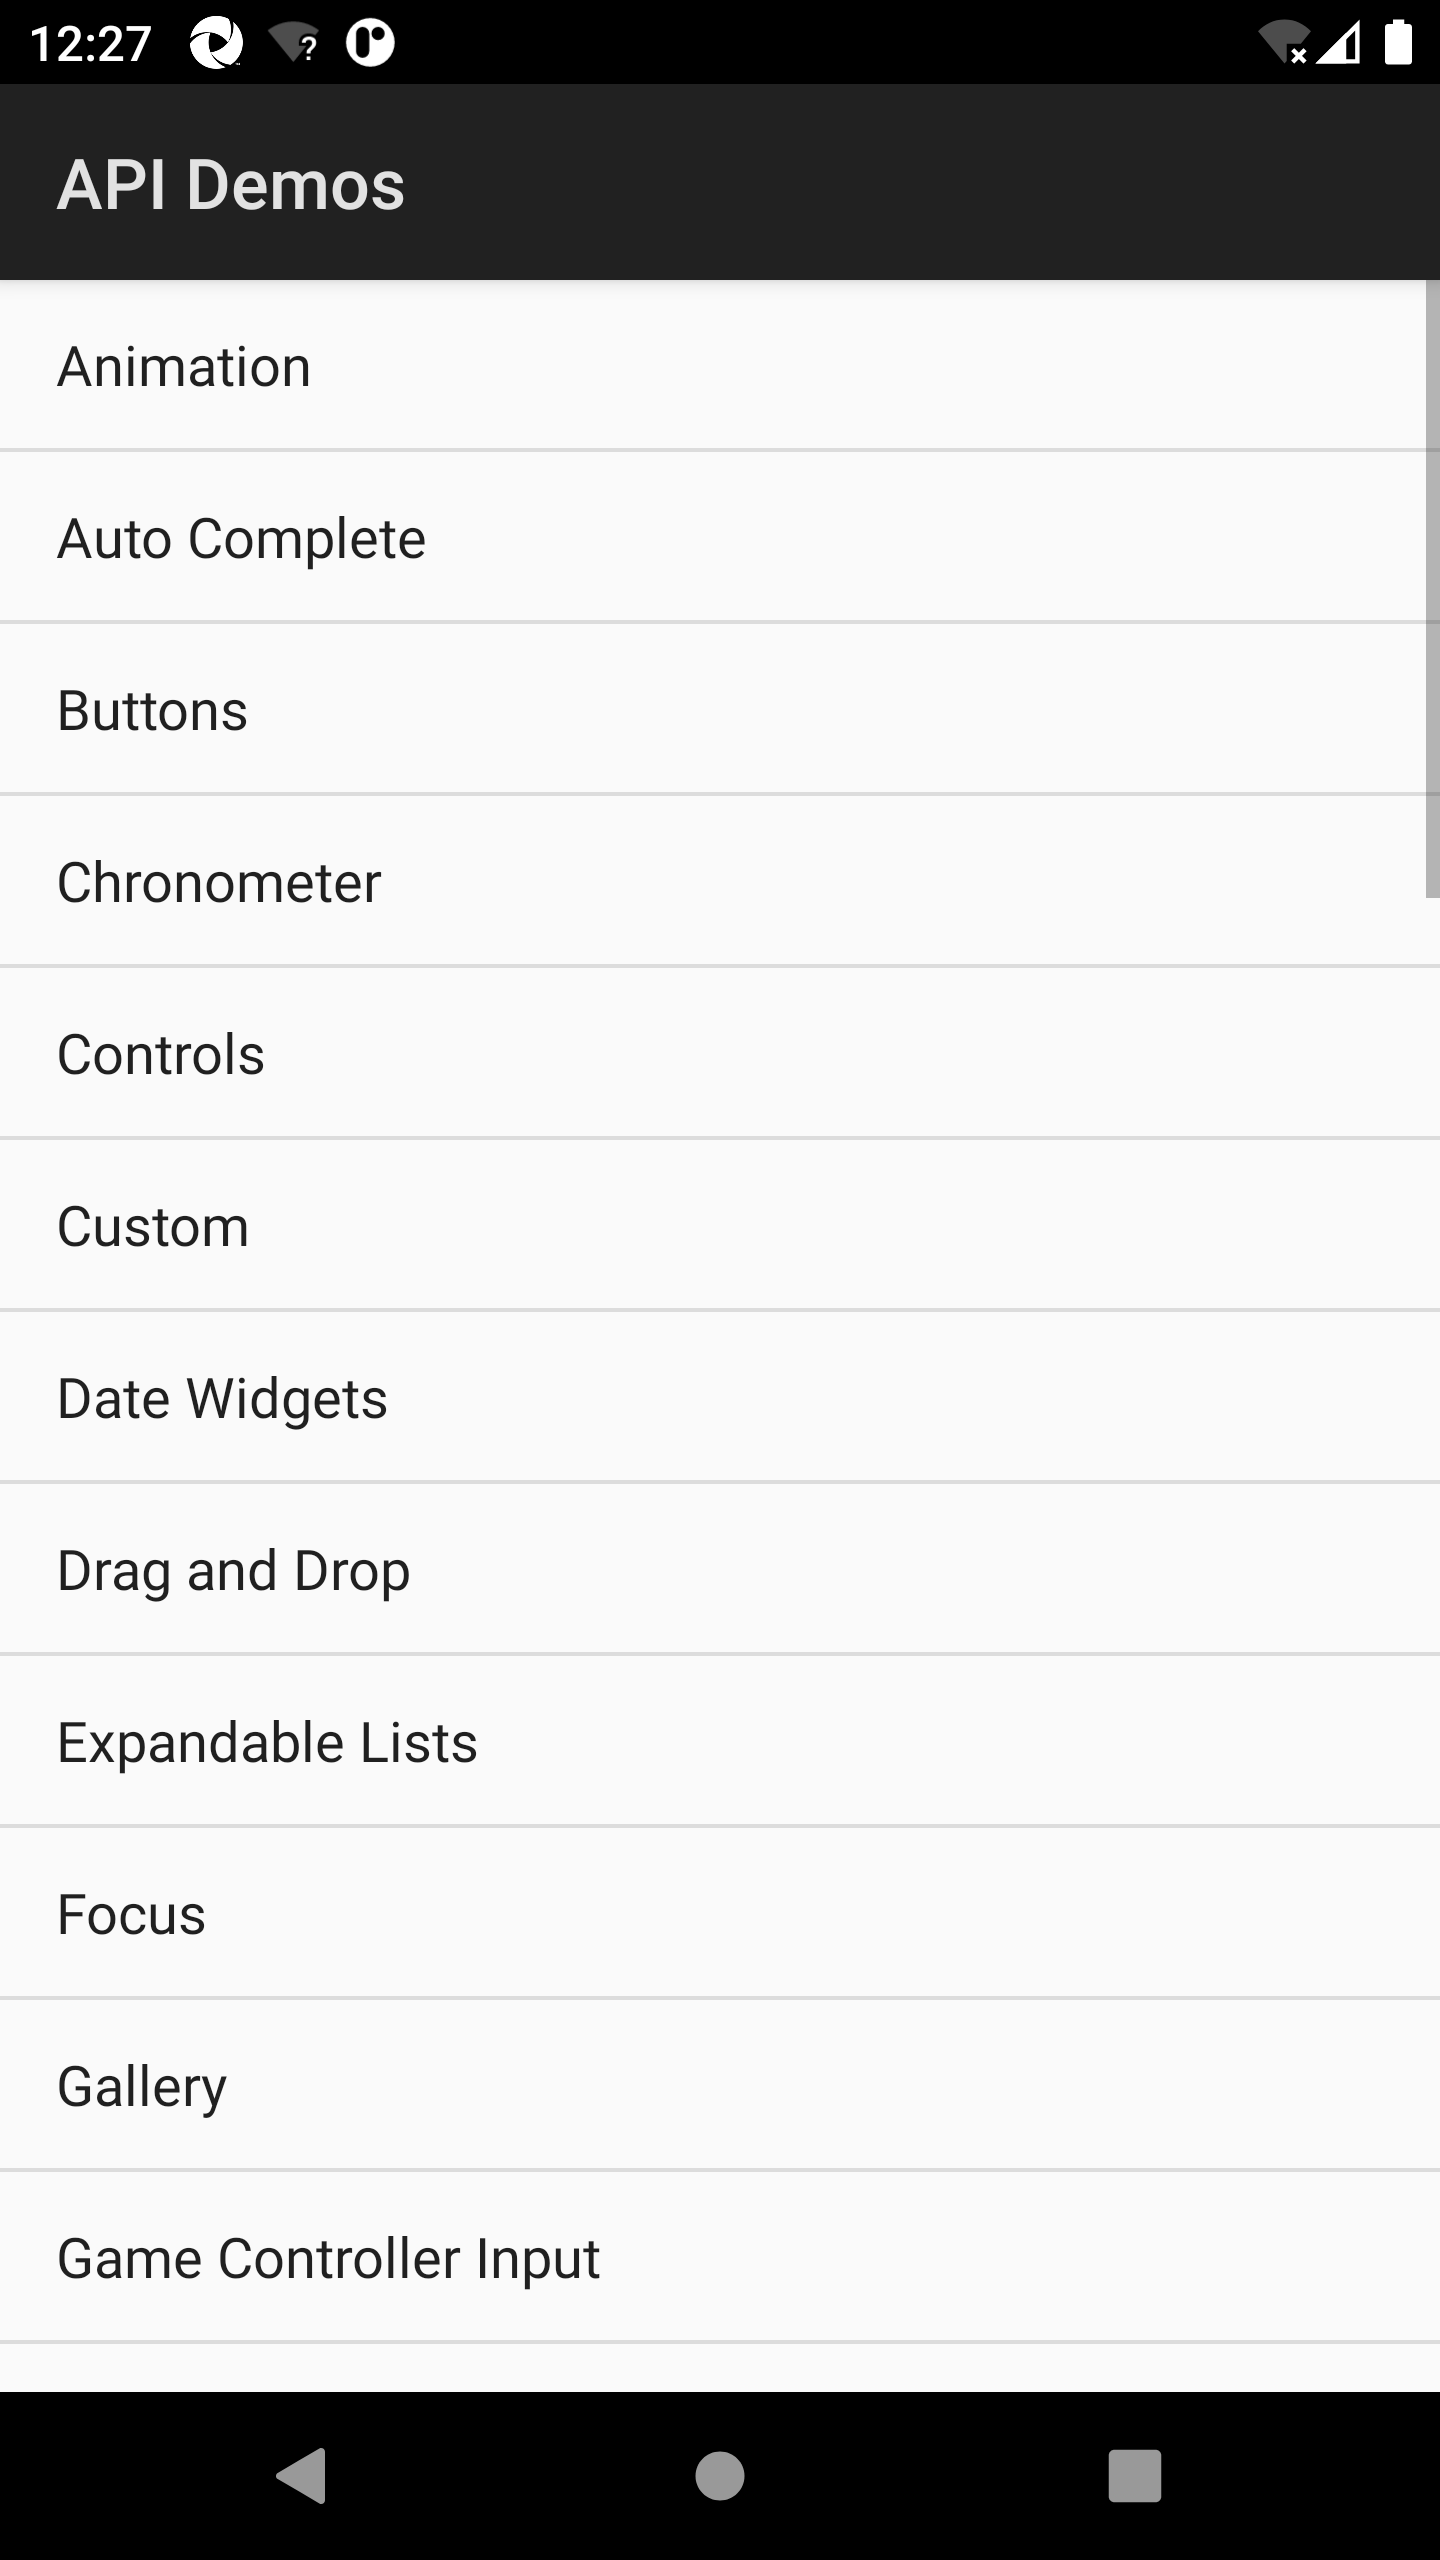 12:27
API Demos
Animation
Auto Complete
Buttons
Chronometer
Controls
Custom
Date Widgets
Drag and Drop
Expandable Lists
Focus
Gallery
Game Controller Input